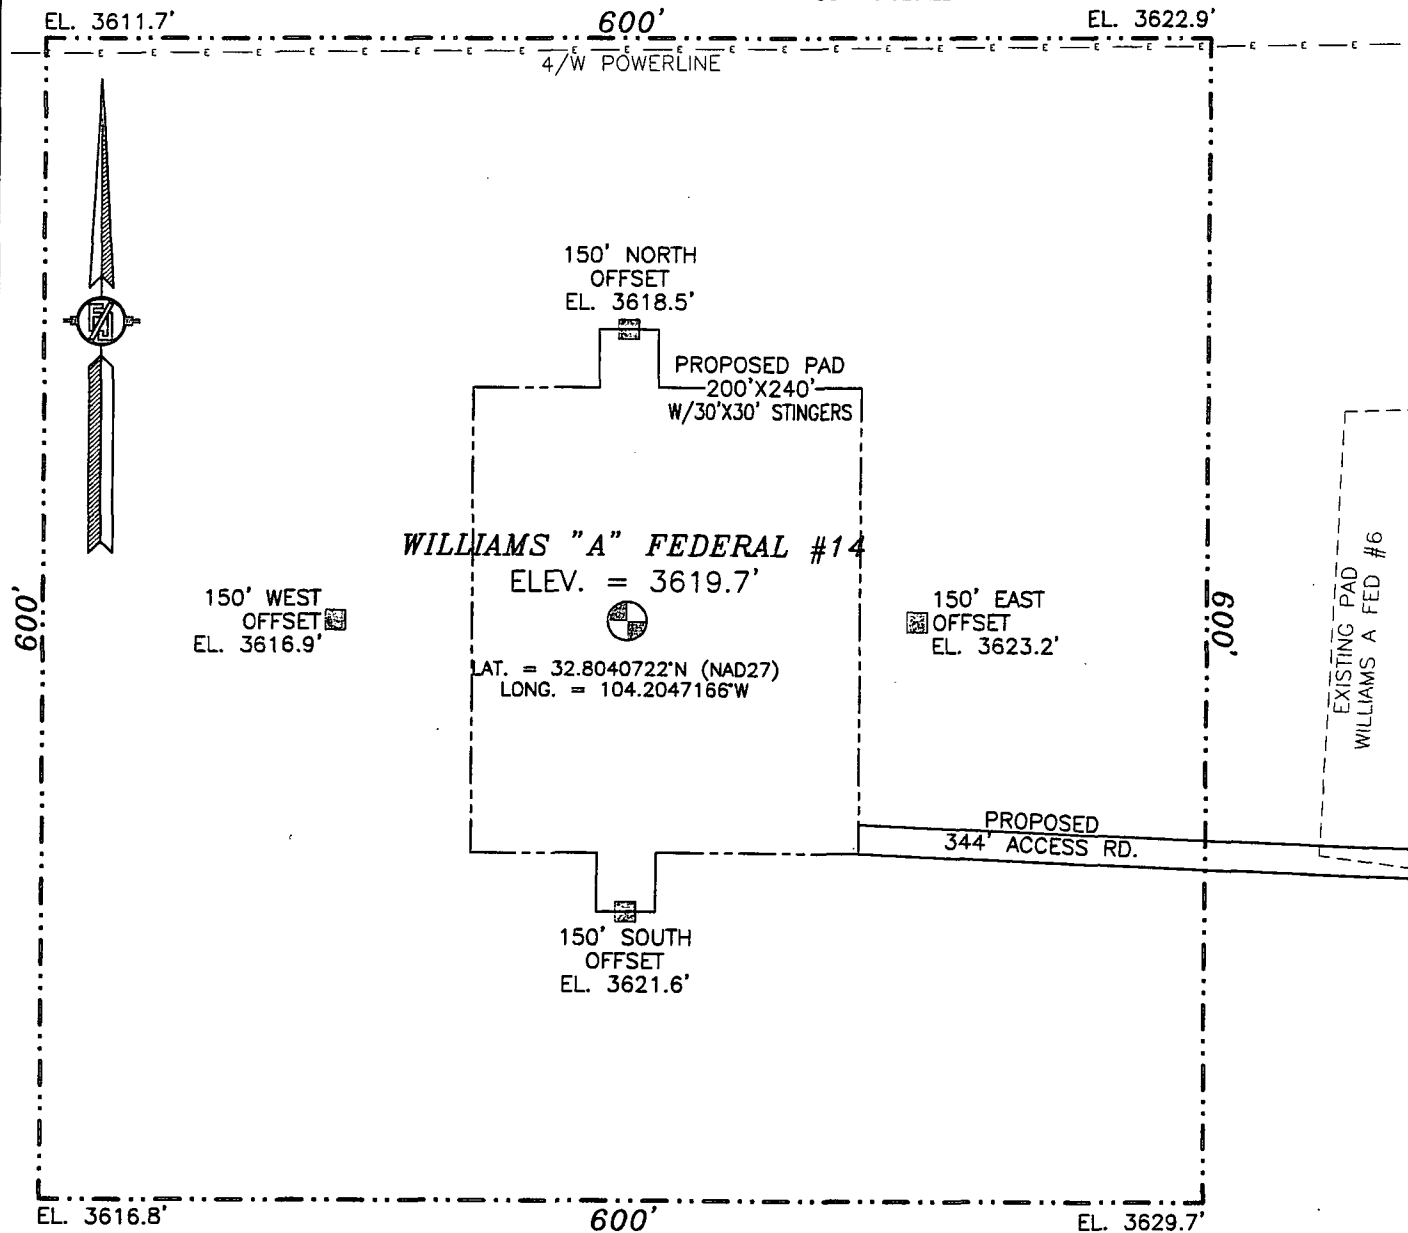 EL. 3611.7'
600'
EL. 3622.9'
4/W POWERLINE
150' NORTH
OFFSET
EL. 3618.5'
PROPOSED PAD
200'X240'
W/30'X30' STINGERS
WILLIAMS "A" FEDERAL #14
ELEV. = 3619.7'
600'
150' WEST
OFFSET
EL. 3616.9'
150' EAST
OFFSET
EL. 3623.2'
600'
EXISTING PAD
WILLIAMS A FED #6
LAT. = 32.8040722°N (NAD27)
LONG. = 104.2047166°W
PROPOSED
344' ACCESS RD.
150' SOUTH
OFFSET
EL. 3621.6'
EL. 3616.8'
600'
EL. 3629.7'